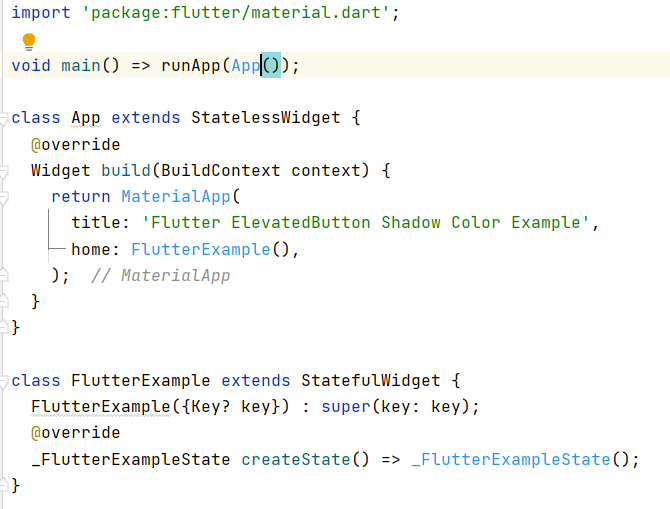 import 'package:flutter/material.dart';
void main() => runApp(App());
class App extends StatelessWidget {
@override
Widget build(BuildContext context) {
return MaterialApp(
title: 'Flutter ElevatedButton Shadow Color Example',
home: FlutterExample(),
); // MaterialApp
}
}
class FlutterExample extends StatefulWidget {
FlutterExample({Key? key}) : super(key: key);
@override
_FlutterExampleState createState() => _FlutterExampleState();
}